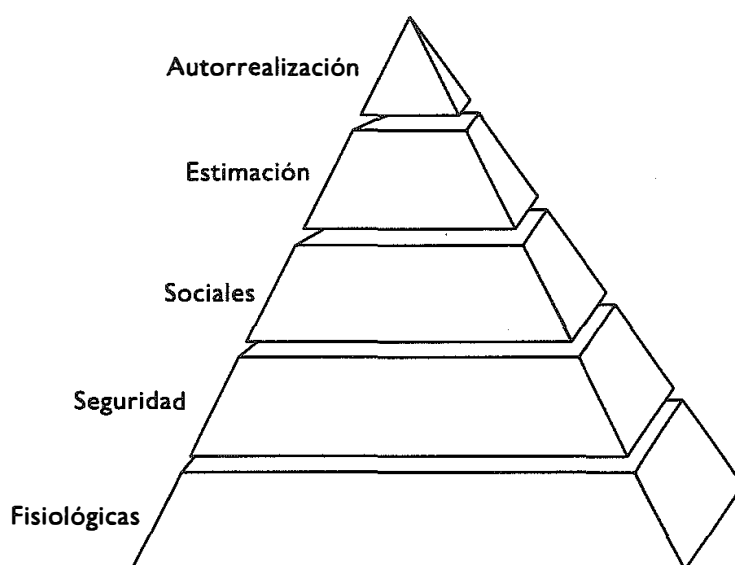 Autorrealización
Estimación
Sociales
Seguridad
Fisiológicas